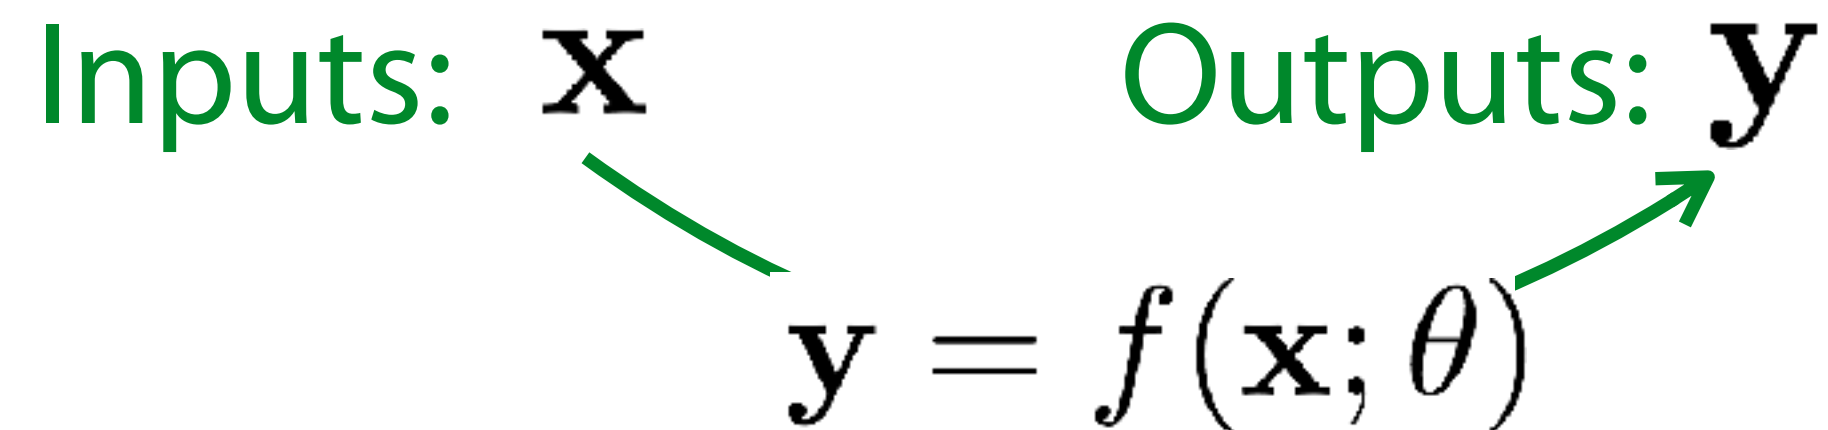 Inputs: x
Outputs: y
y = f(x; θ)